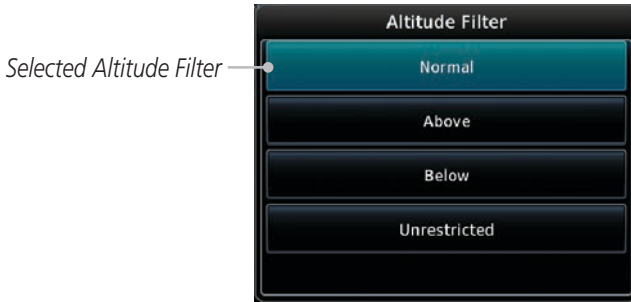 Altitude Filter
Selected Altitude Filter
Normal
Above
Below
Unrestricted